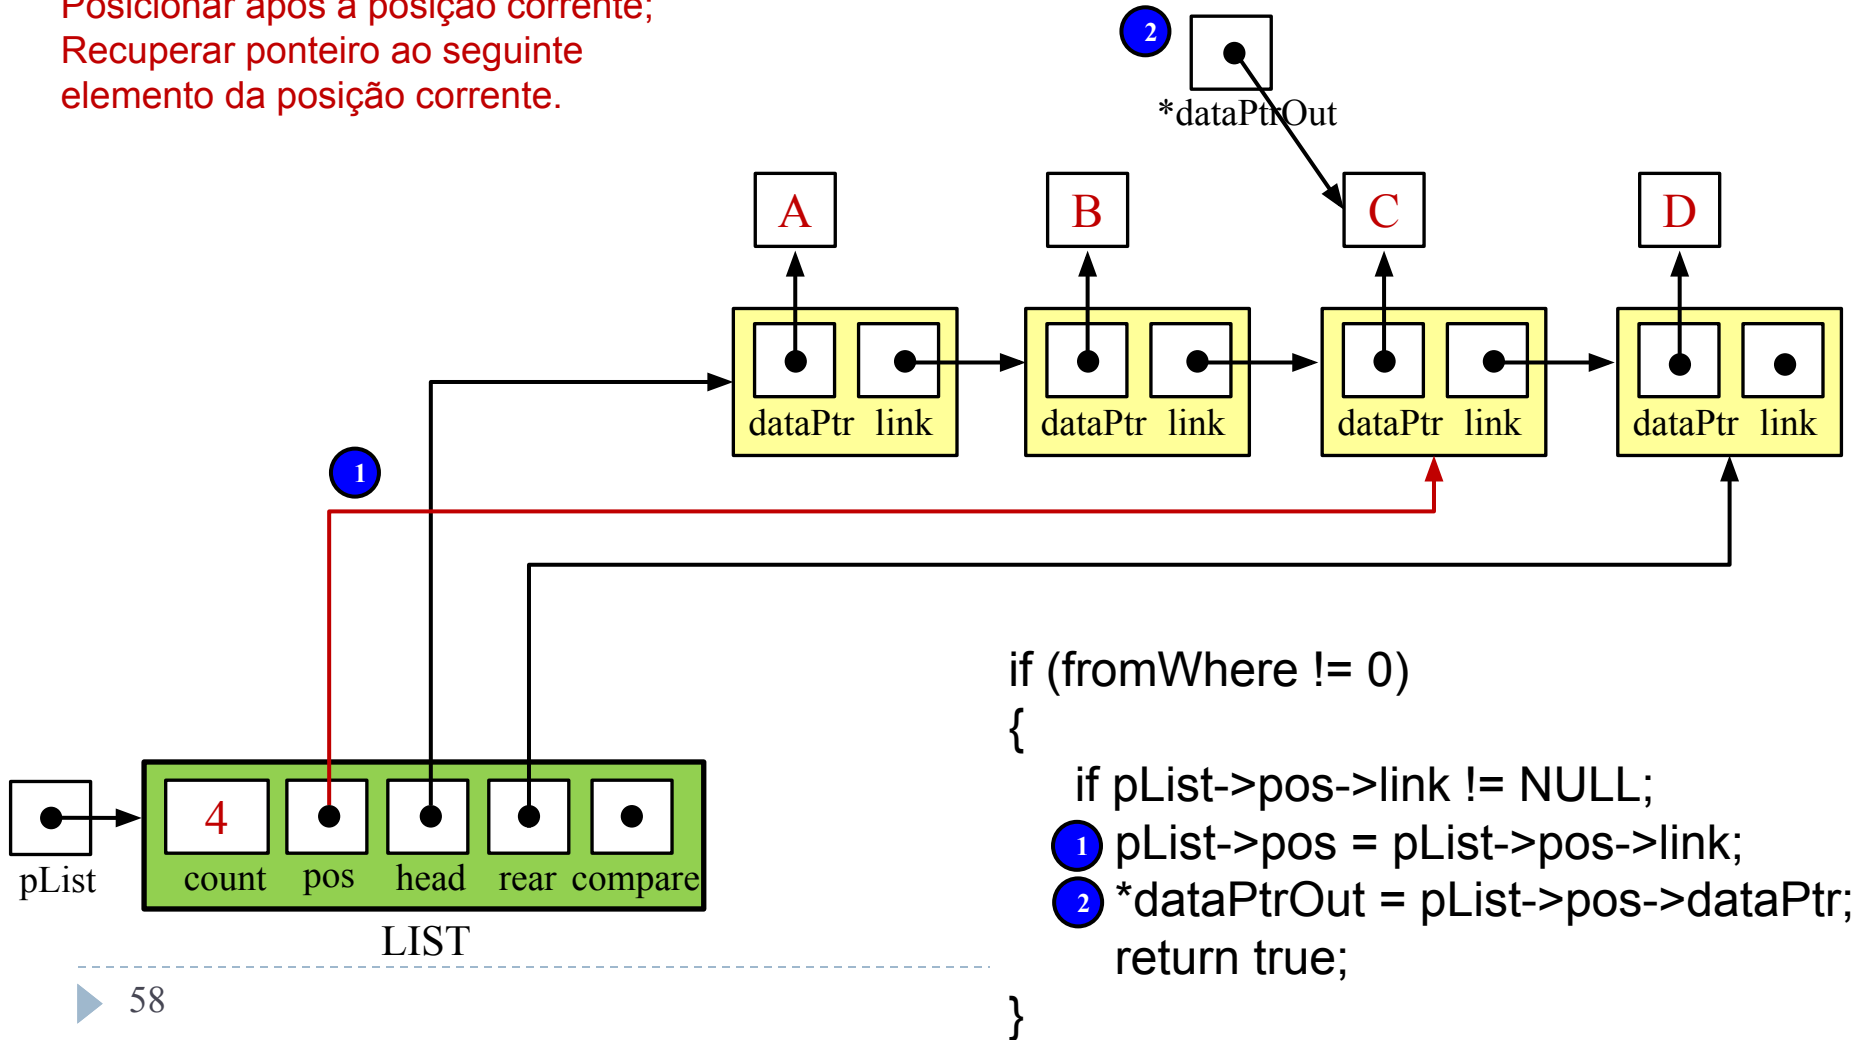 Posicionar após a posição corrente;
Recuperar ponteiro ao seguinte
elemento da posição corrente.
2
*dataPtrOut
A B C D
dataPtr link dataPtr link dataPtr link dataPtr link
1
if (fromWhere != 0)
{
if pList->pos->link != NULL;
1 pList->pos = pList->pos->link;
2 *dataPtrOut = pList->pos->dataPtr;
return true;
}
4
pList count pos head rear compare
LIST
58